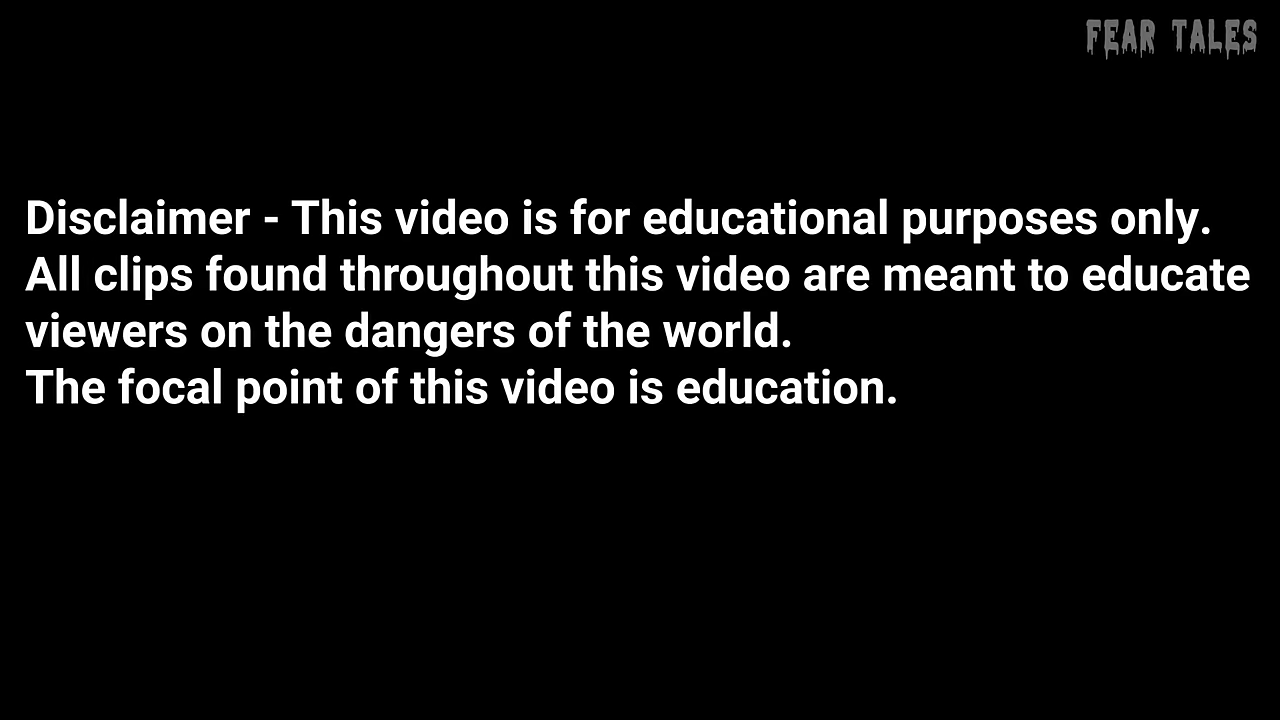 FEAR TALES
Disclaimer - This video is for educational purposes only.
All clips found throughout this video are meant to educate
viewers on the dangers of the world.
The focal point of this video is education.